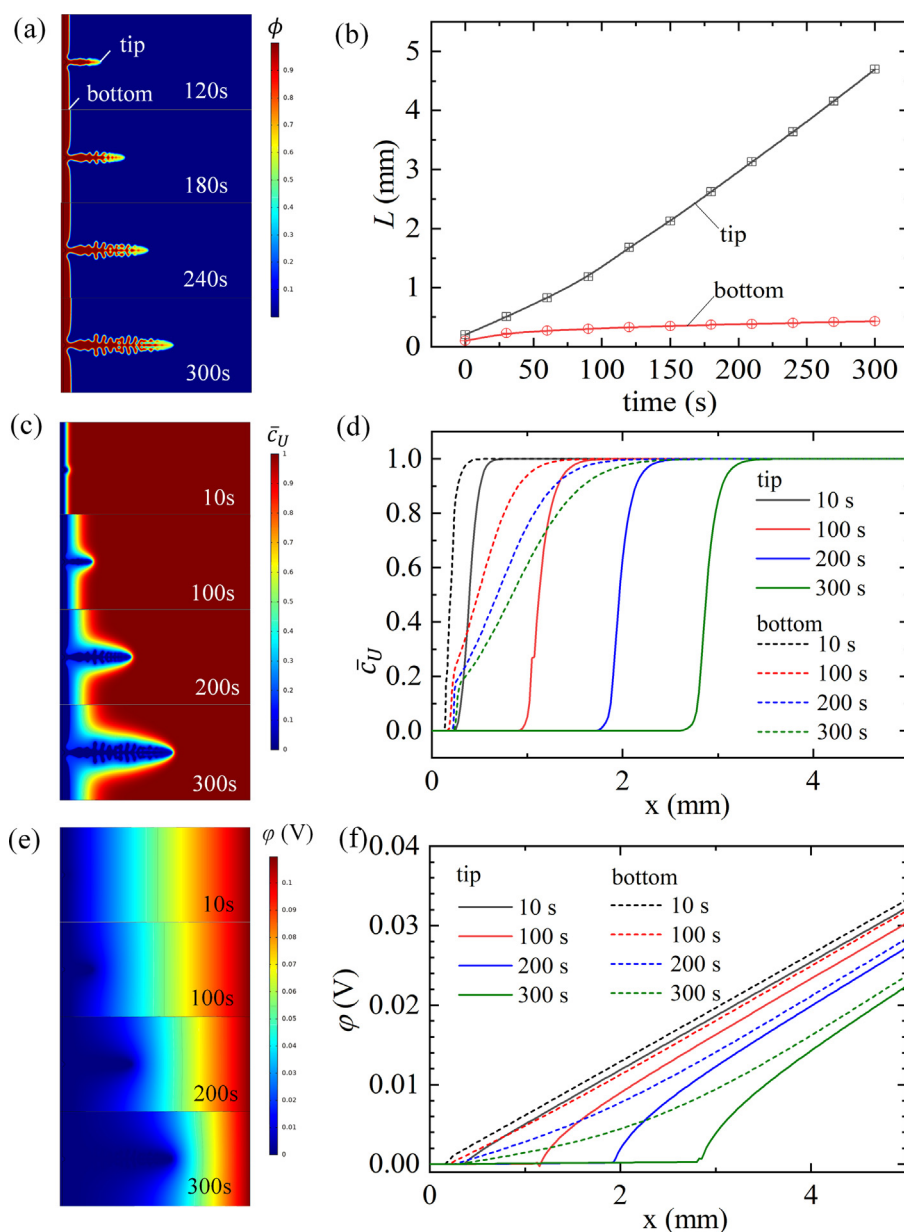 (a)
ϕ
tip
bottom
120s
180s
240s
300s
0.9
0.8
0.7
0.6
0.5
0.4
0.3
0.2
0.1
(b)
L (mm)
5
4
3
2
1
0
tip
bottom
0 50 100 150 200 250 300
time (s)
(c)
c̄_U
10s
100s
200s
300s
1
0.9
0.8
0.7
0.6
0.5
0.4
0.3
0.2
0.1
0
(d)
c̄_U
1.0
0.8
0.6
0.4
0.2
0.0
tip
10 s
100 s
200 s
300 s
bottom
10 s
100 s
200 s
300 s
0 2 4
x (mm)
(e)
φ (V)
10s
100s
200s
300s
0.1
0.09
0.08
0.07
0.06
0.05
0.04
0.03
0.02
0.01
0
(f)
φ (V)
0.04
0.03
0.02
0.01
0.00
tip bottom
10 s 10 s
100 s 100 s
200 s 200 s
300 s 300 s
0 2 4
x (mm)